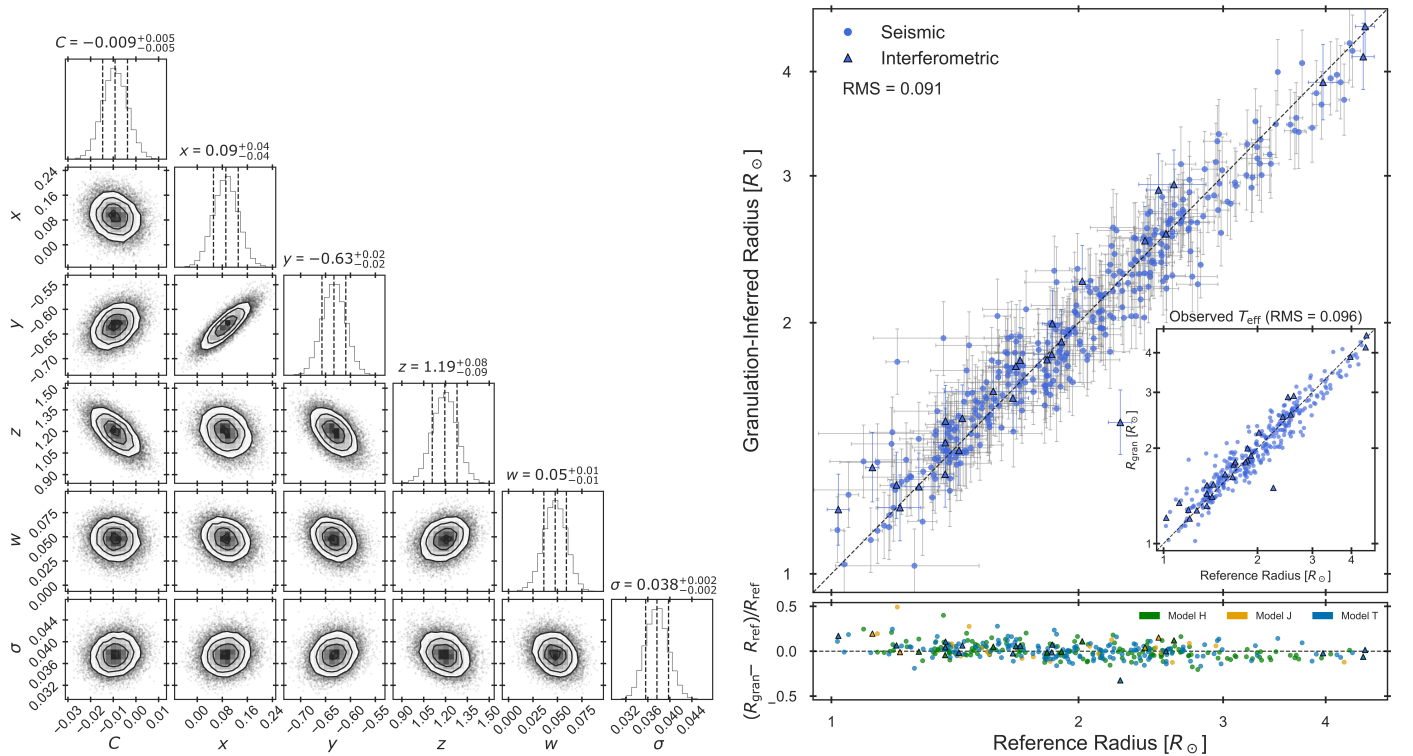 C = −0.009 +0.005 −0.005
x = 0.09 +0.04 −0.04
0.24
0.16
0.08
0.00
x
y = −0.63 +0.02 −0.02
−0.55
−0.60
−0.65
−0.70
y
z = 1.19 +0.08 −0.09
1.50
1.35
1.20
1.05
0.90
z
w = 0.05 +0.01 −0.01
0.075
0.050
0.025
0.000
w
σ = 0.038 +0.002 −0.002
0.044
0.040
0.036
0.032
σ
−0.03 −0.02 −0.01 0.01 0.00 0.08 0.16 0.24 −0.70 −0.65 −0.60 −0.55 0.90 1.05 1.20 1.50 0.000 0.025 0.050 0.075 0.032 0.036 0.040 0.044
C x y z w σ
Seismic
Interferometric
RMS = 0.091
Granulation-Inferred Radius [R⊙]
4
3
2
1
Observed Teff (RMS = 0.096)
Rgran [R⊙]
4
3
2
1
1 2 3 4
Reference Radius [R⊙]
Model H Model J Model T
(Rgran− Rref)/Rref
0.5
0.0
−0.5
1 2 3 4
Reference Radius [R⊙]